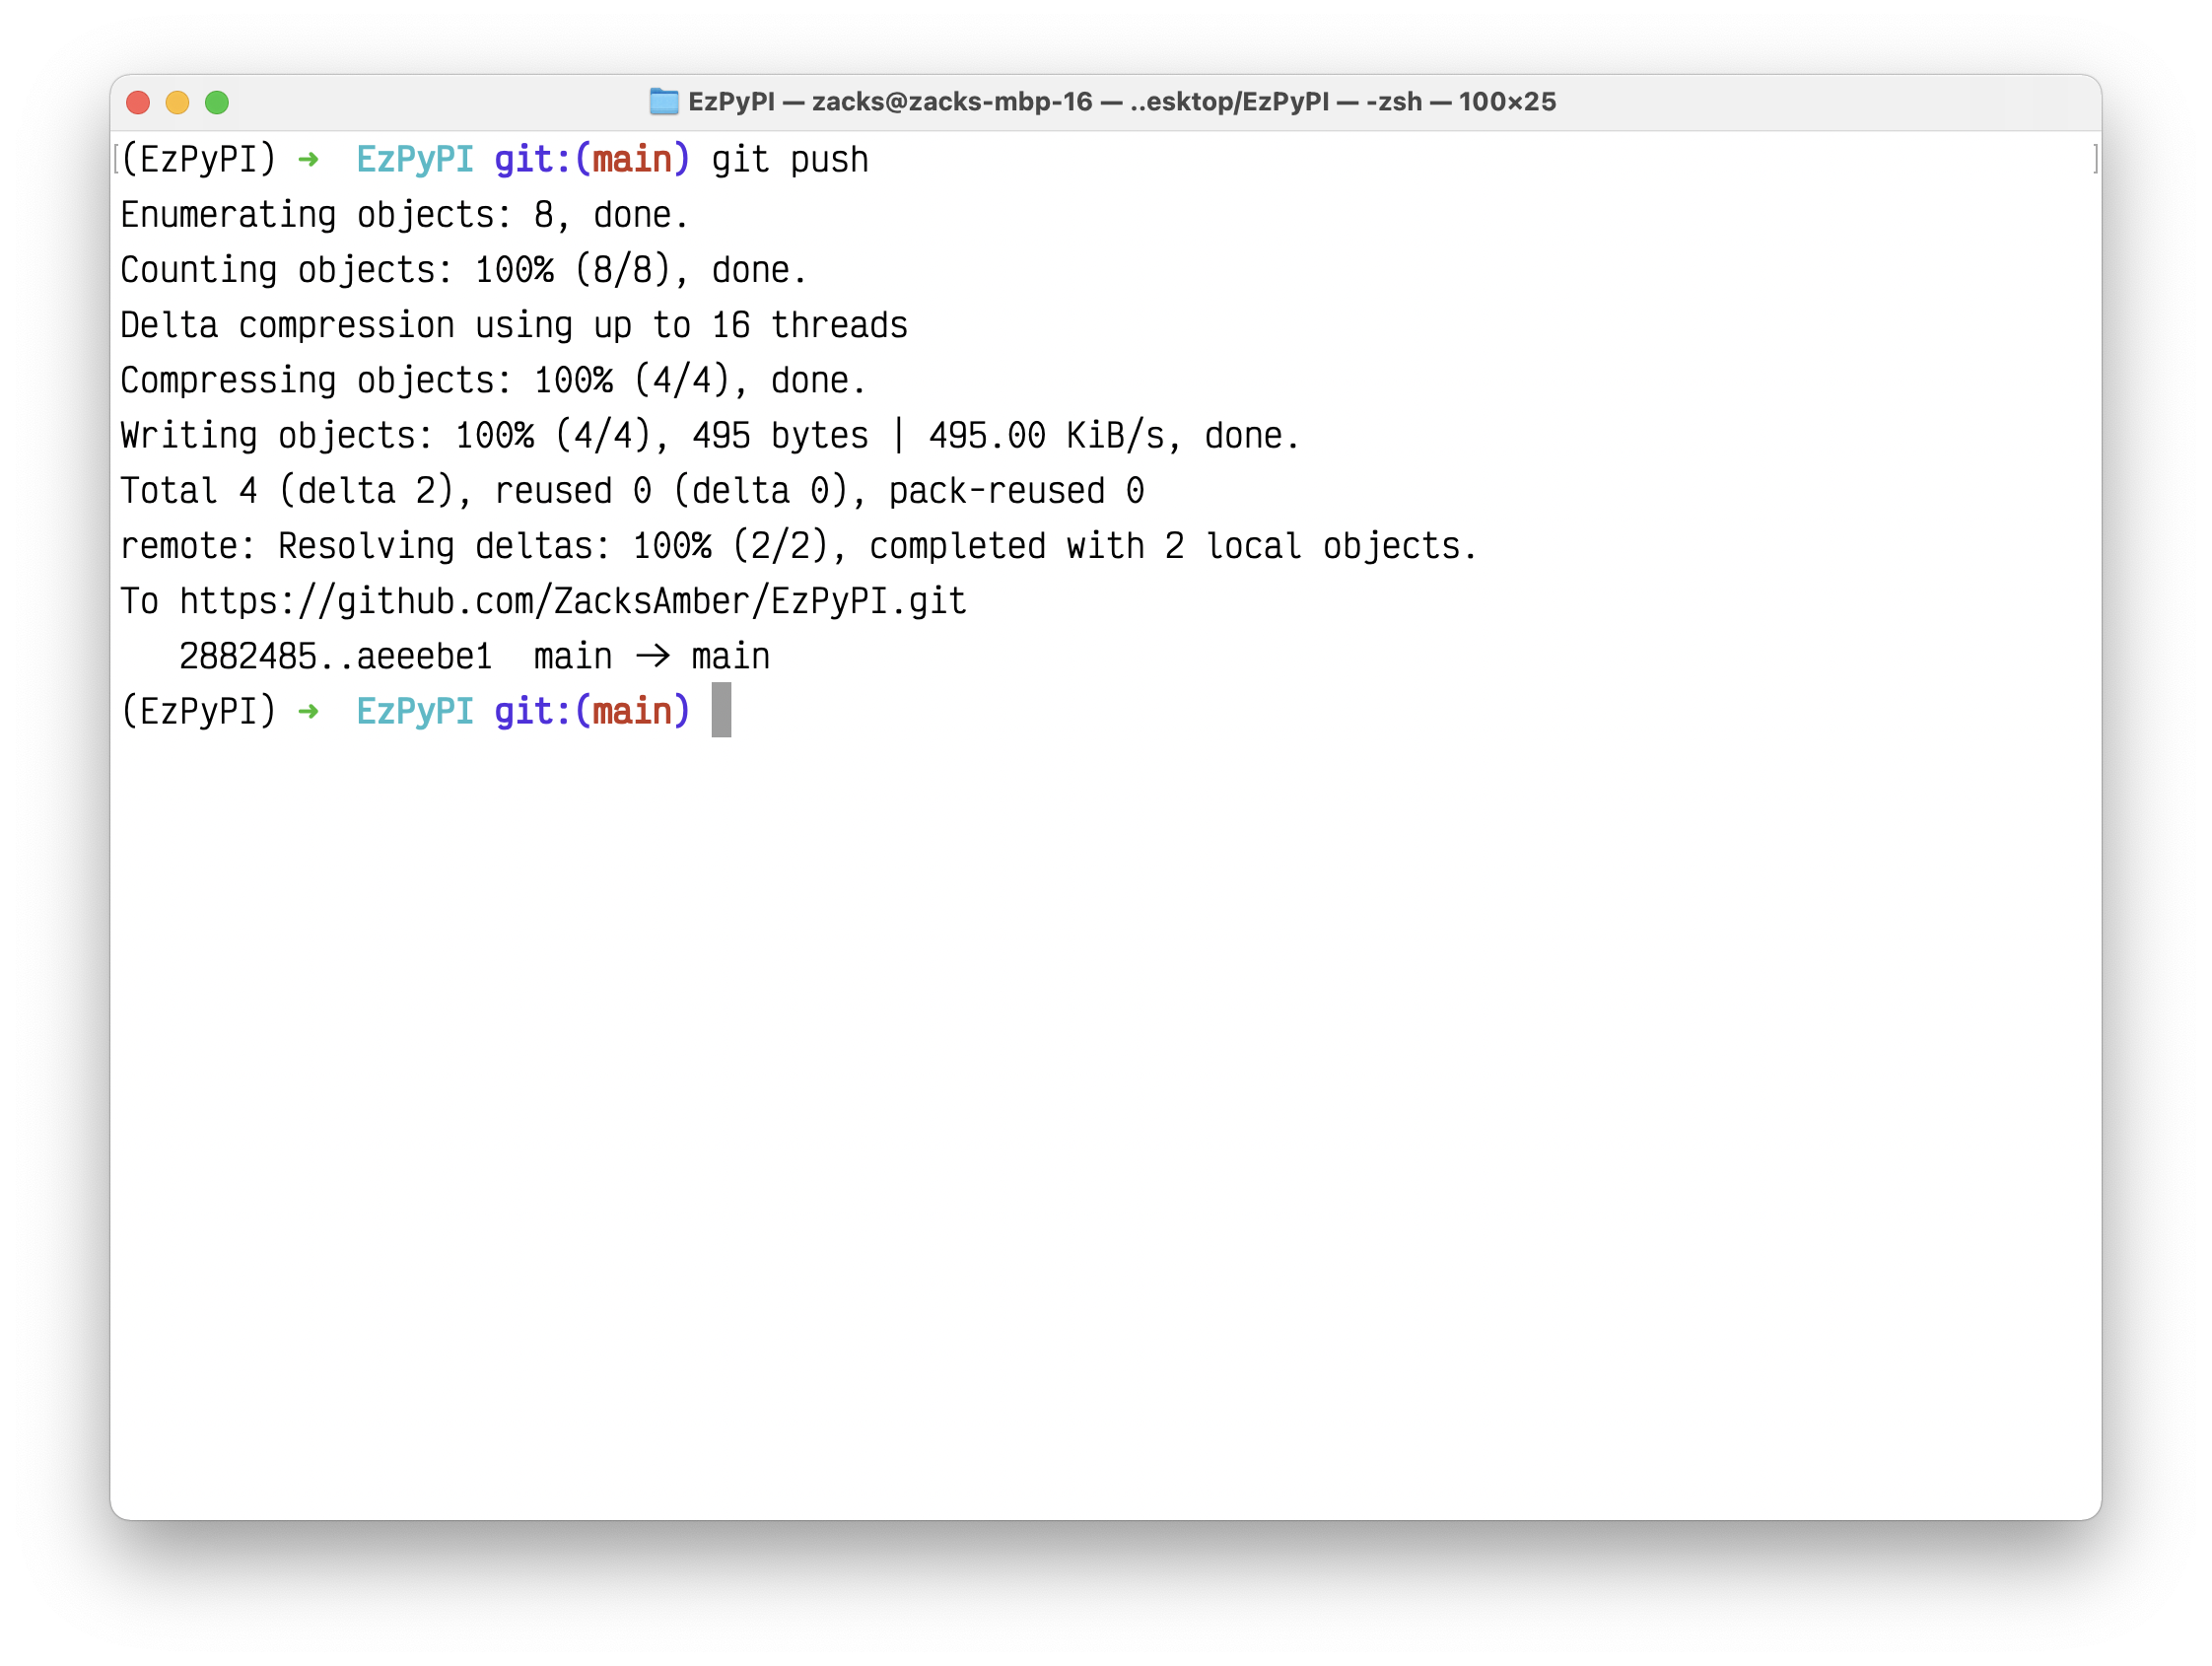 EzPyPI — zacks@zacks-mbp-16 — ..esktop/EzPyPI — -zsh — 100×25
[(EzPyPI) ➜  EzPyPI git:(main) git push ]
Enumerating objects: 8, done.
Counting objects: 100% (8/8), done.
Delta compression using up to 16 threads
Compressing objects: 100% (4/4), done.
Writing objects: 100% (4/4), 495 bytes | 495.00 KiB/s, done.
Total 4 (delta 2), reused 0 (delta 0), pack-reused 0
remote: Resolving deltas: 100% (2/2), completed with 2 local objects.
To https://github.com/ZacksAmber/EzPyPI.git
   2882485..aeeebe1  main -> main
(EzPyPI) ➜  EzPyPI git:(main)